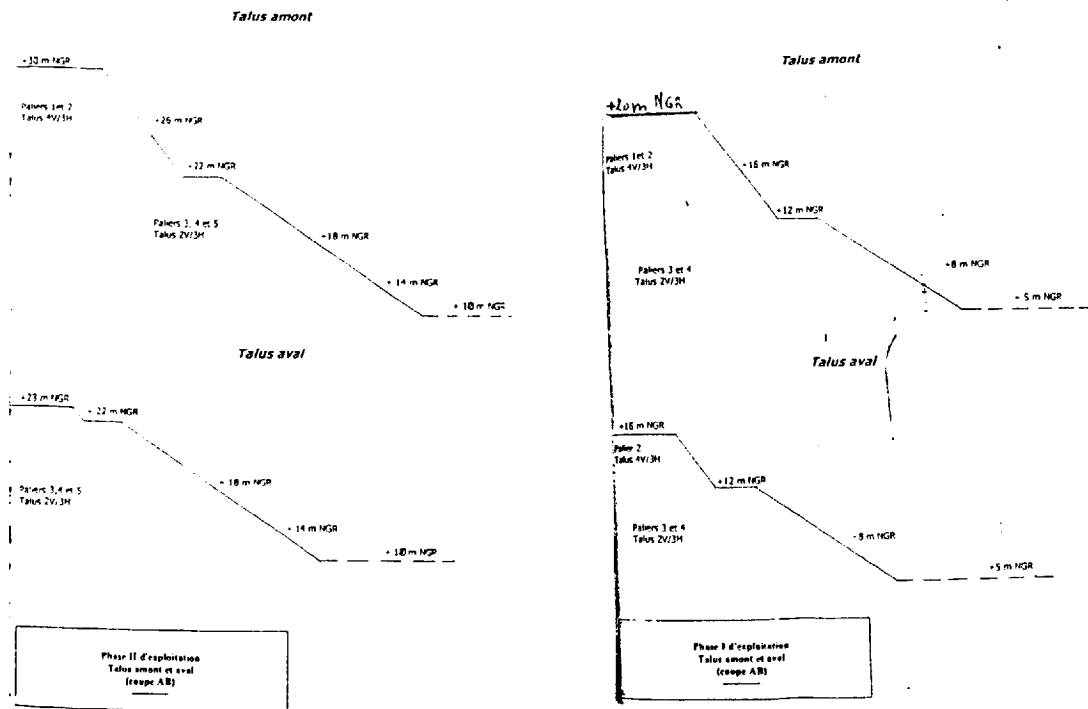 Talus amont
+30 m NGR
Paliers 1et 2
Talus 4V/3H
+26 m NGR
+22 m NGR
Paliers 3, 4 et 5
Talus 2V/3H
+18 m NGR
+ 14 m NGR
+ 10 m NGR
Talus aval
+23 m NGR
+ 22 m NGR
Paliers 3,4 et 5
Talus 2V/3H
+ 18 m NGR
+ 14 m NGR
+ 10 m NGR
Phase II d'exploitation
Talus amont et aval
(coupe AB)
Talus amont
+20m NGR
Paliers 1 et 2
Talus 4V/3H
+16 m NGR
+12 m NGR
Paliers 3 et 4
Talus 2V/3H
+8 m NGR
+ 5 m NGR
Talus aval
+16 m NGR
Palier 2
Talus 4V/3H
+12 m NGR
Paliers 3 et 4
Talus 2V/3H
+8 m NGR
+5 m NGR
Phase I d'exploitation
Talus amont et aval
(coupe AB)